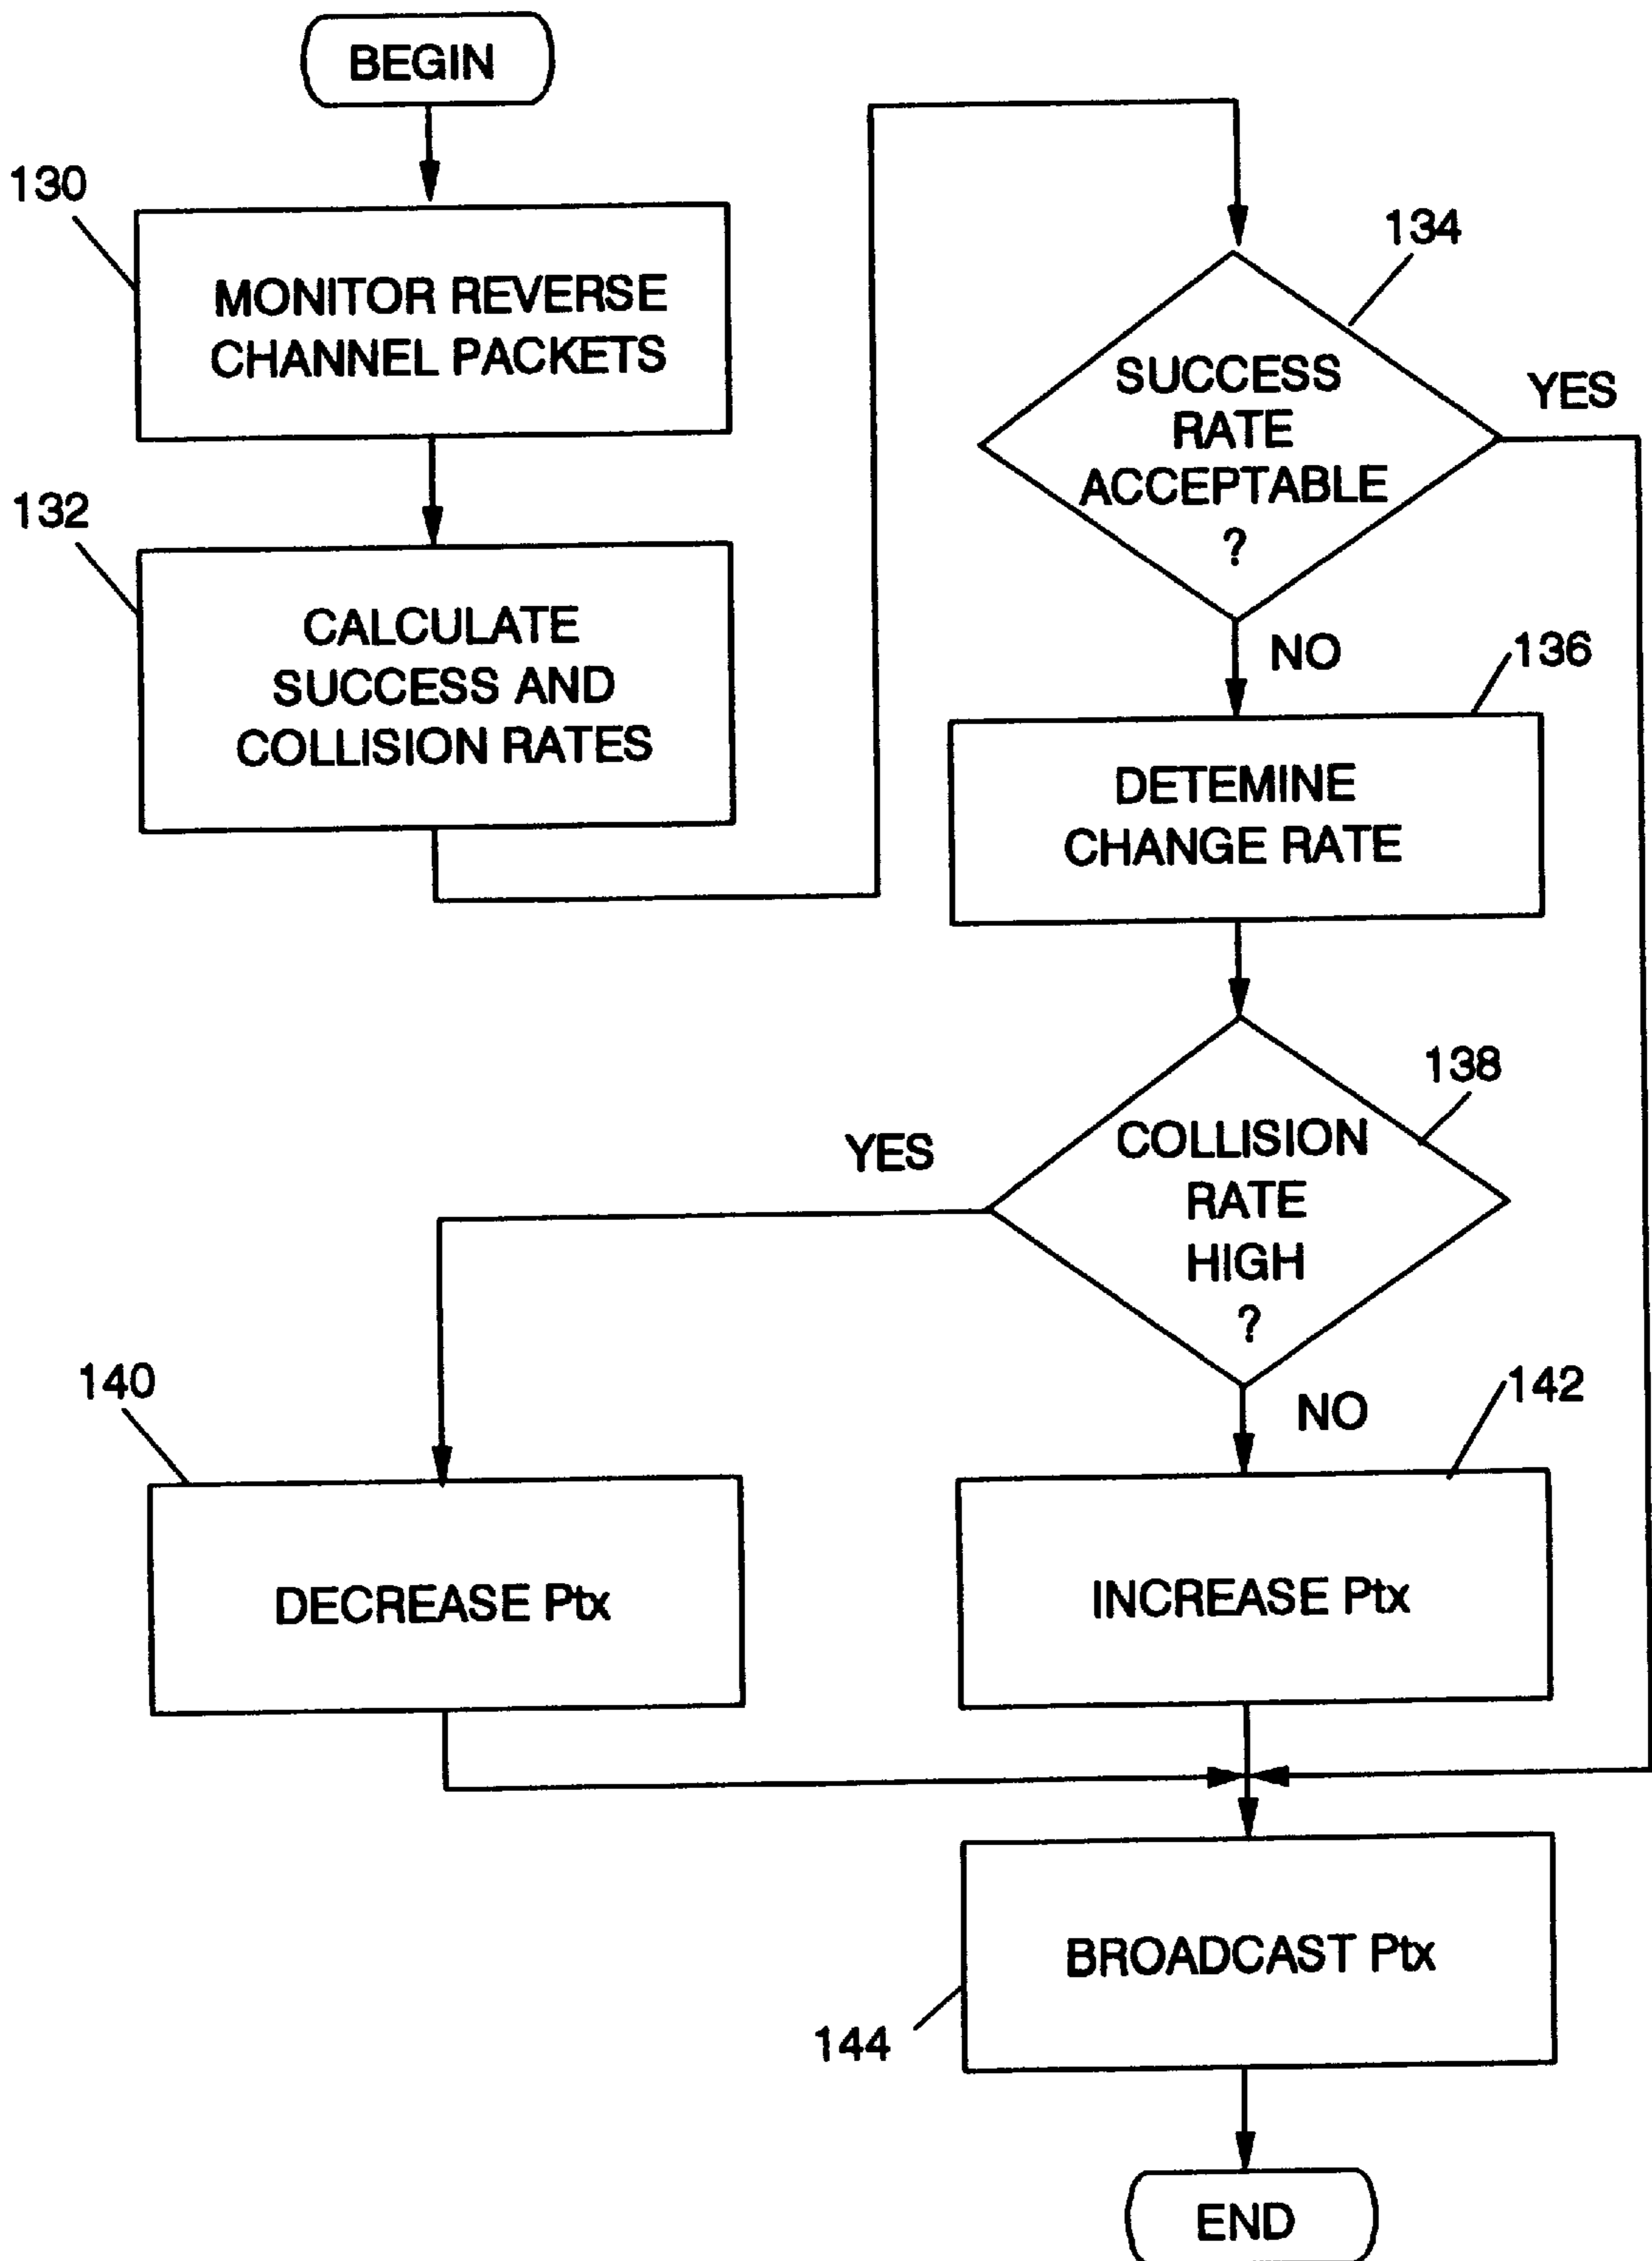 BEGIN
130
MONITOR REVERSE
CHANNEL PACKETS
132
CALCULATE
SUCCESS AND
COLLISION RATES
134
SUCCESS
RATE
ACCEPTABLE
?
YES
NO
136
DETEMINE
CHANGE RATE
138
COLLISION
RATE
HIGH
?
YES
NO
140
DECREASE Ptx
142
INCREASE Ptx
BROADCAST Ptx
144
END